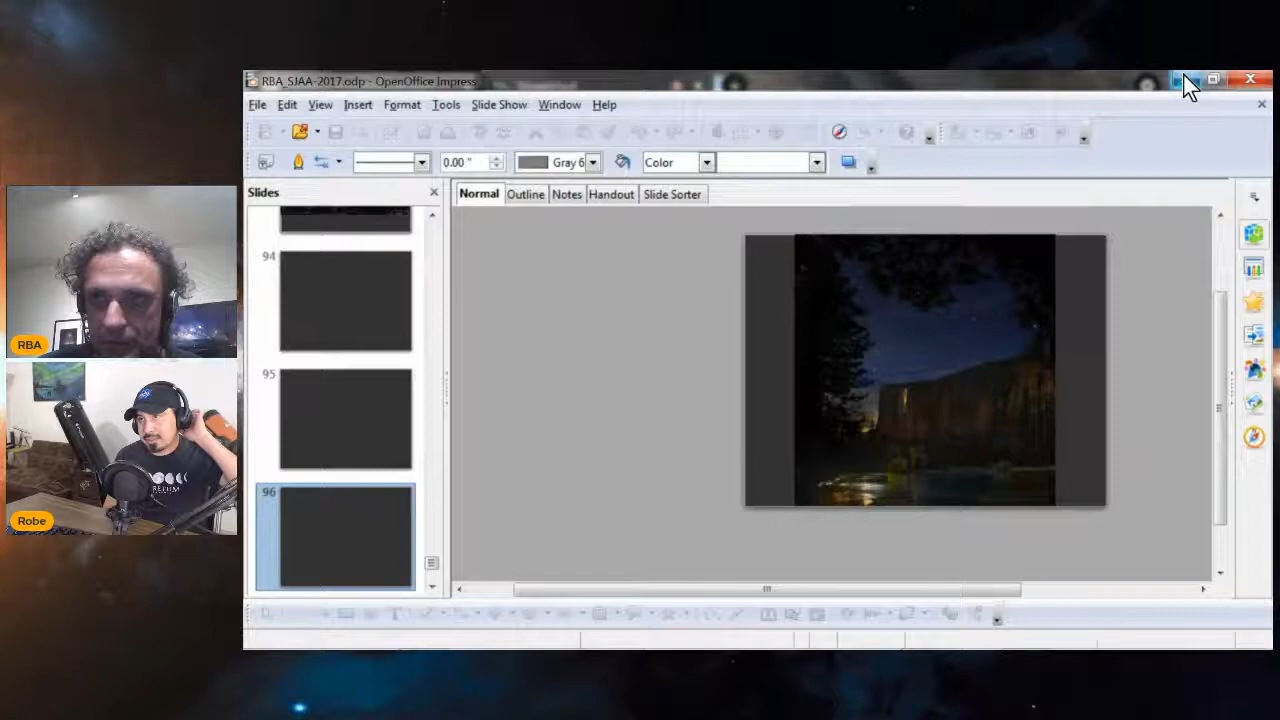 RBA_SJAA-2017.odp - OpenOffice Impress
File Edit View Insert Format Tools Slide Show Window Help
0.00 " Gray 6 Color
Slides
Normal Outline Notes Handout Slide Sorter
94
95
96
RBA
Robe